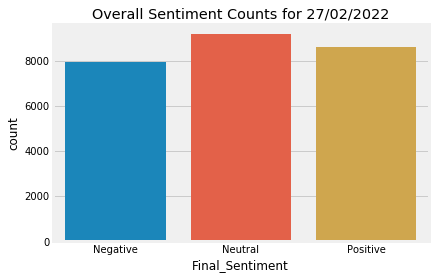 Overall Sentiment Counts for 27/02/2022
count
8000
6000
4000
2000
0
Negative Neutral Positive
Final_Sentiment